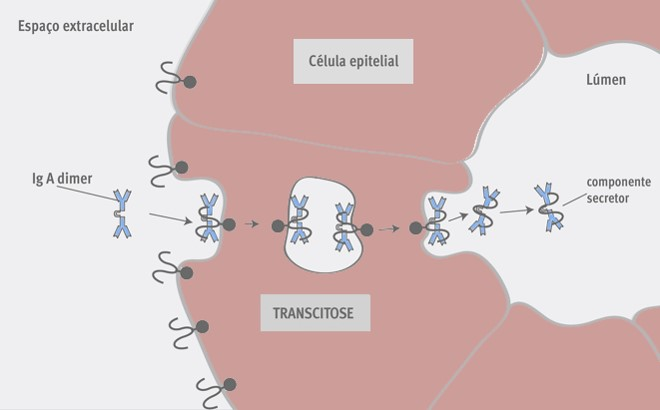 Espaço extracelular
Célula epitelial
Lúmen
Ig A dimer
componente
secretor
TRANSCITOSE